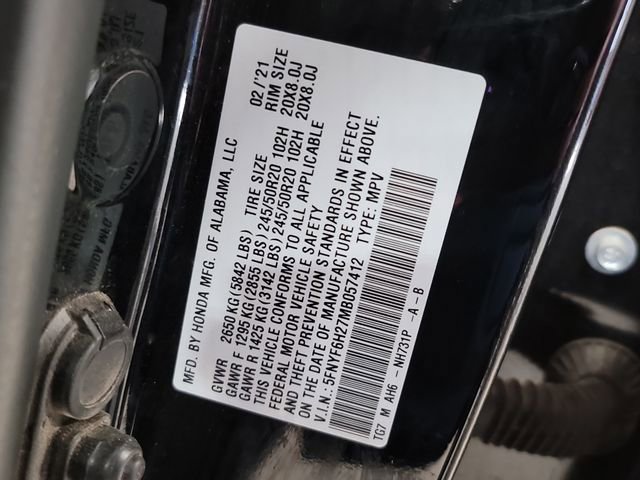 MFD. BY HONDA MFG. OF ALABAMA, LLC 02/'21
GVWR 2650 KG (5842 LBS) TIRE SIZE RIM SIZE
GAWR F 1295 KG (2855 LBS) 245/50R20 102H 20X8.0J
GAWR R 1425 KG (3142 LBS) 245/50R20 102H 20X8.0J
THIS VEHICLE CONFORMS TO ALL APPLICABLE
FEDERAL MOTOR VEHICLE SAFETY
AND THEFT PREVENTION STANDARDS IN EFFECT
ON THE DATE OF MANUFACTURE SHOWN ABOVE.
V.I.N.: 5FNYF6H27MB057412 TYPE: MPV
TG7 M AH6 -NH731P -A-B